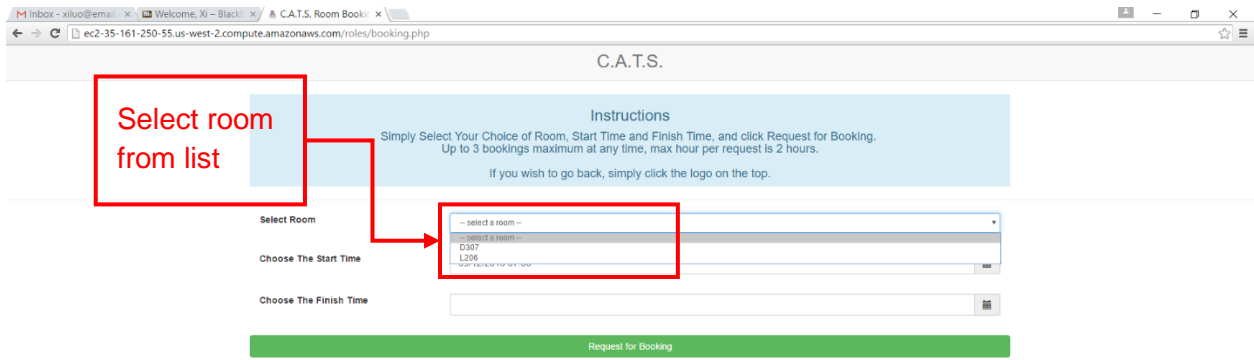 Inbox - xiluo@email.
Welcome, Xi – Blackb
C.A.T.S. Room Bookin
ec2-35-161-250-55.us-west-2.compute.amazonaws.com/roles/booking.php
C.A.T.S.
Select room
from list
Instructions
Simply Select Your Choice of Room, Start Time and Finish Time, and click Request for Booking.
Up to 3 bookings maximum at any time, max hour per request is 2 hours.
If you wish to go back, simply click the logo on the top.
Select Room
-- select a room --
-- select a room --
D307
L206
Choose The Start Time
Choose The Finish Time
Request for Booking